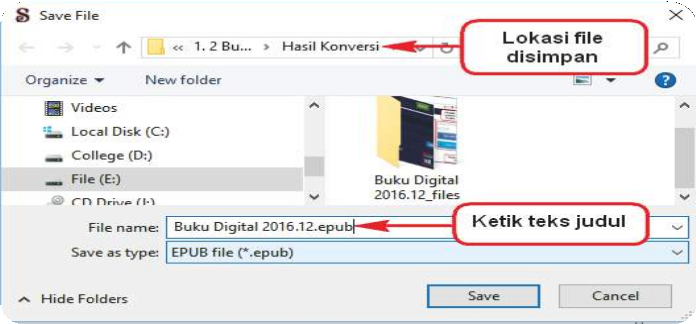 Save File
« 1. 2 Bu... > Hasil Konversi
Lokasi file
disimpan
Organize
New folder
Videos
Local Disk (C:)
College (D:)
File (E:)
CD Drive (I:)
Buku Digital
2016.12_files
File name: Buku Digital 2016.12.epub
Ketik teks judul
Save as type: EPUB file (*.epub)
Hide Folders
Save
Cancel